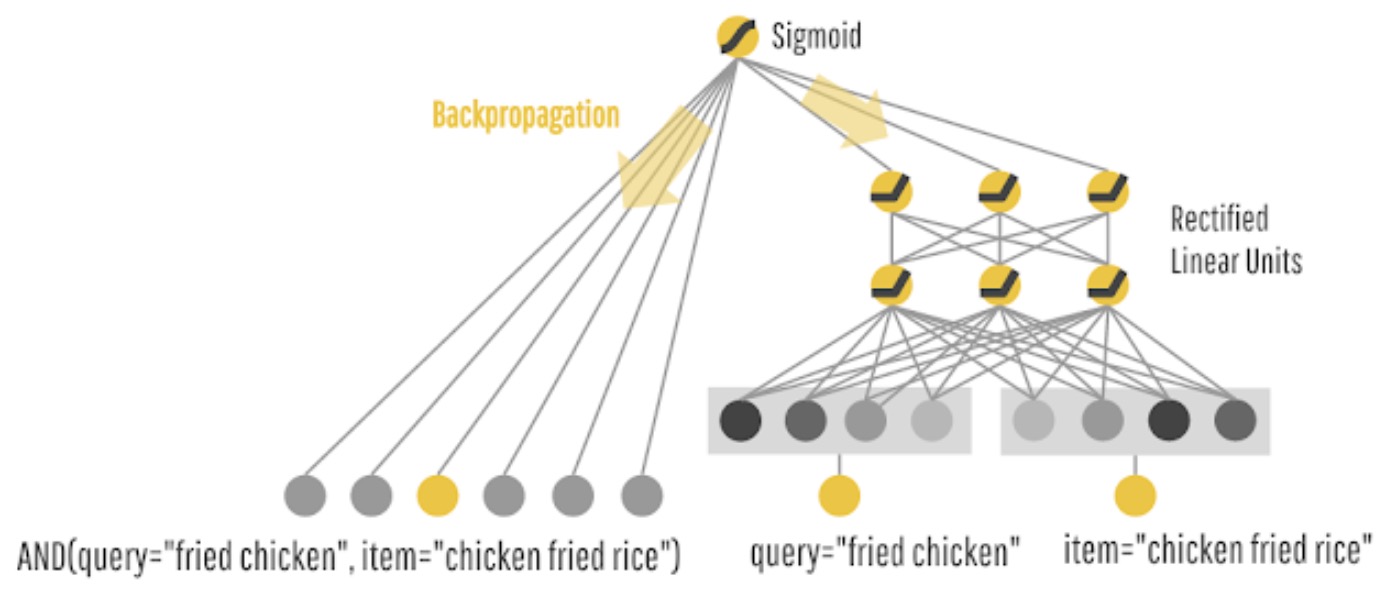 Sigmoid
Backpropagation
Rectified
Linear Units
AND(query="fried chicken", item="chicken fried rice")
query="fried chicken"
item="chicken fried rice"